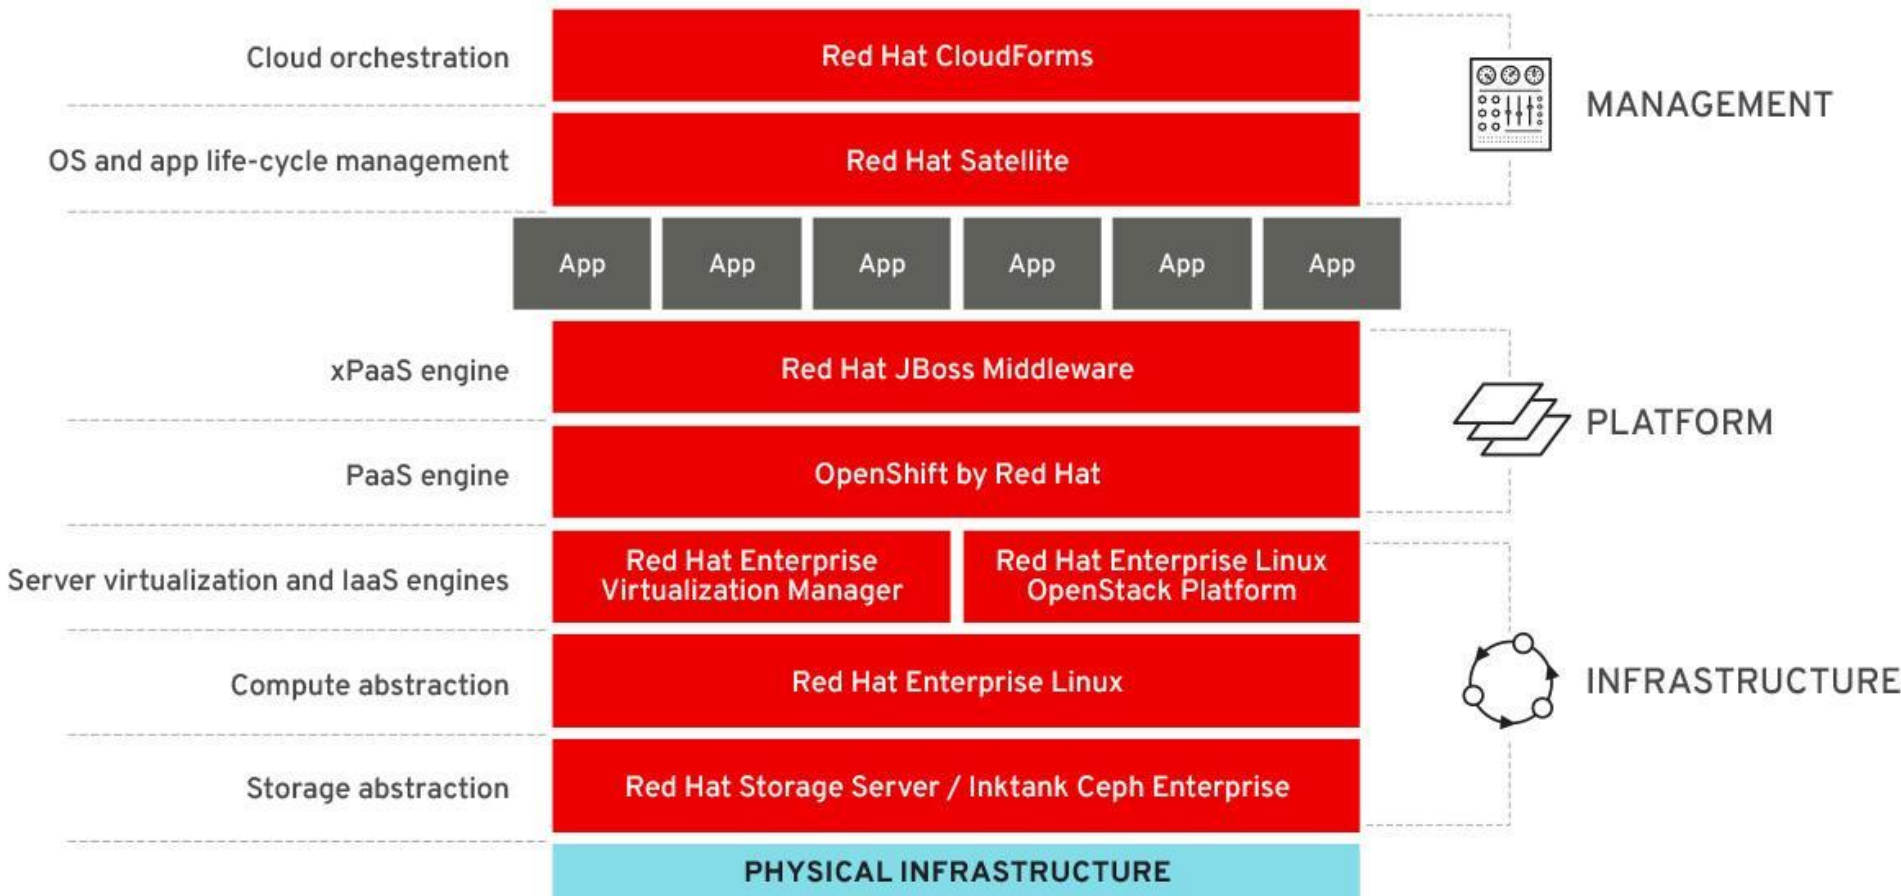 Cloud orchestration
Red Hat CloudForms
MANAGEMENT
OS and app life-cycle management
Red Hat Satellite
App
App
App
App
App
App
xPaaS engine
Red Hat JBoss Middleware
PLATFORM
PaaS engine
OpenShift by Red Hat
Server virtualization and IaaS engines
Red Hat Enterprise
Virtualization Manager
Red Hat Enterprise Linux
OpenStack Platform
Compute abstraction
Red Hat Enterprise Linux
INFRASTRUCTURE
Storage abstraction
Red Hat Storage Server / Inktank Ceph Enterprise
PHYSICAL INFRASTRUCTURE